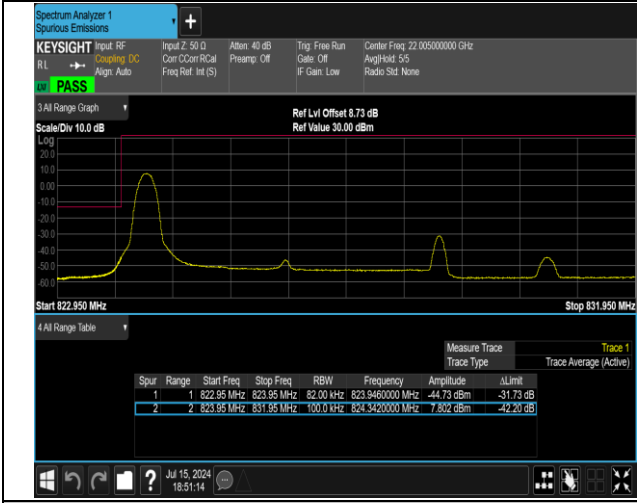 Spectrum Analyzer 1
Spurious Emissions
+
KEYSIGHT Input: RF Input Z: 50 Ω Atten: 40 dB Trig: Free Run Center Freq: 22.005000000 GHz
RL Coupling: DC Corr CCorr RCal Preamp: Off Gate: Off Avg|Hold: 5/5
Align: Auto Freq Ref: Int (S) IF Gain: Low Radio Std: None
PASS
3 All Range Graph
Ref Lvl Offset 8.73 dB
Scale/Div 10.0 dB Ref Value 30.00 dBm
Log
20.0
10.0
0.00
-10.0
-20.0
-30.0
-40.0
-50.0
-60.0
Start 822.950 MHz Stop 831.950 MHz
4 All Range Table
Measure Trace Trace 1
Trace Type Trace Average (Active)
Spur Range Start Freq Stop Freq RBW Frequency Amplitude ΔLimit
1 1 822.95 MHz 823.95 MHz 82.00 kHz 823.9460000 MHz -44.73 dBm -31.73 dB
2 2 823.95 MHz 831.95 MHz 100.0 kHz 824.3420000 MHz 7.802 dBm -42.20 dB
? Jul 15, 2024
18:51:14